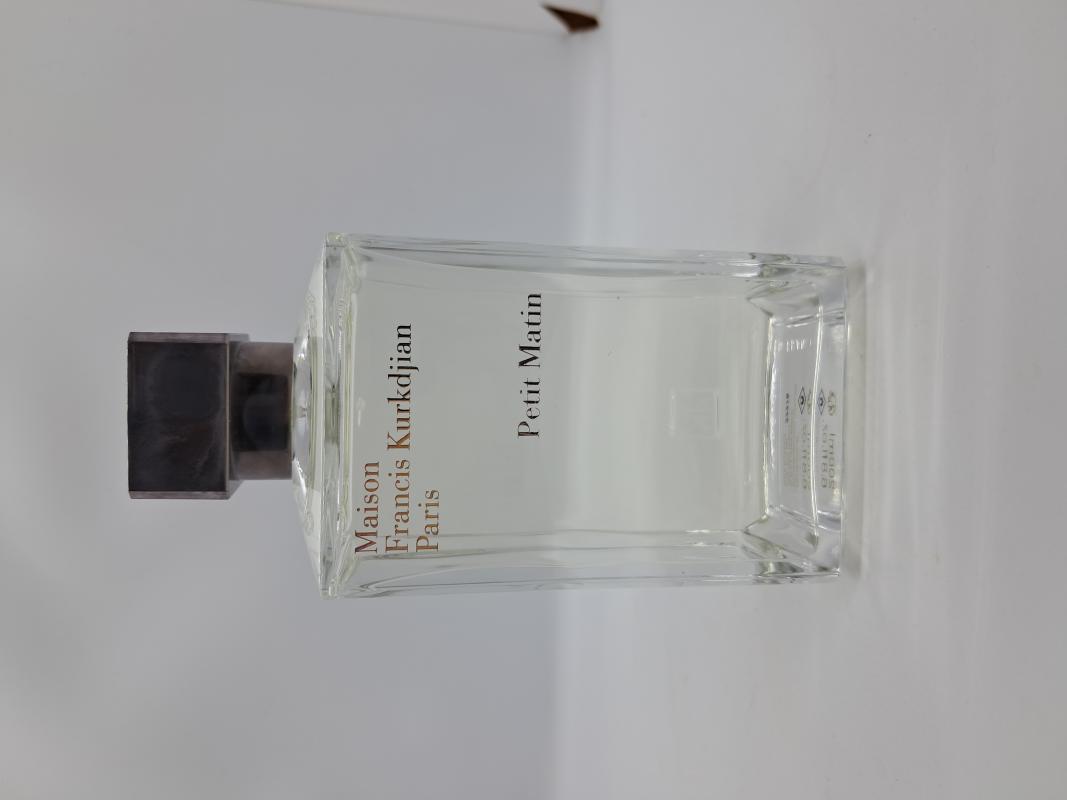 Maison
Francis Kurkdjian
Paris
Petit Matin